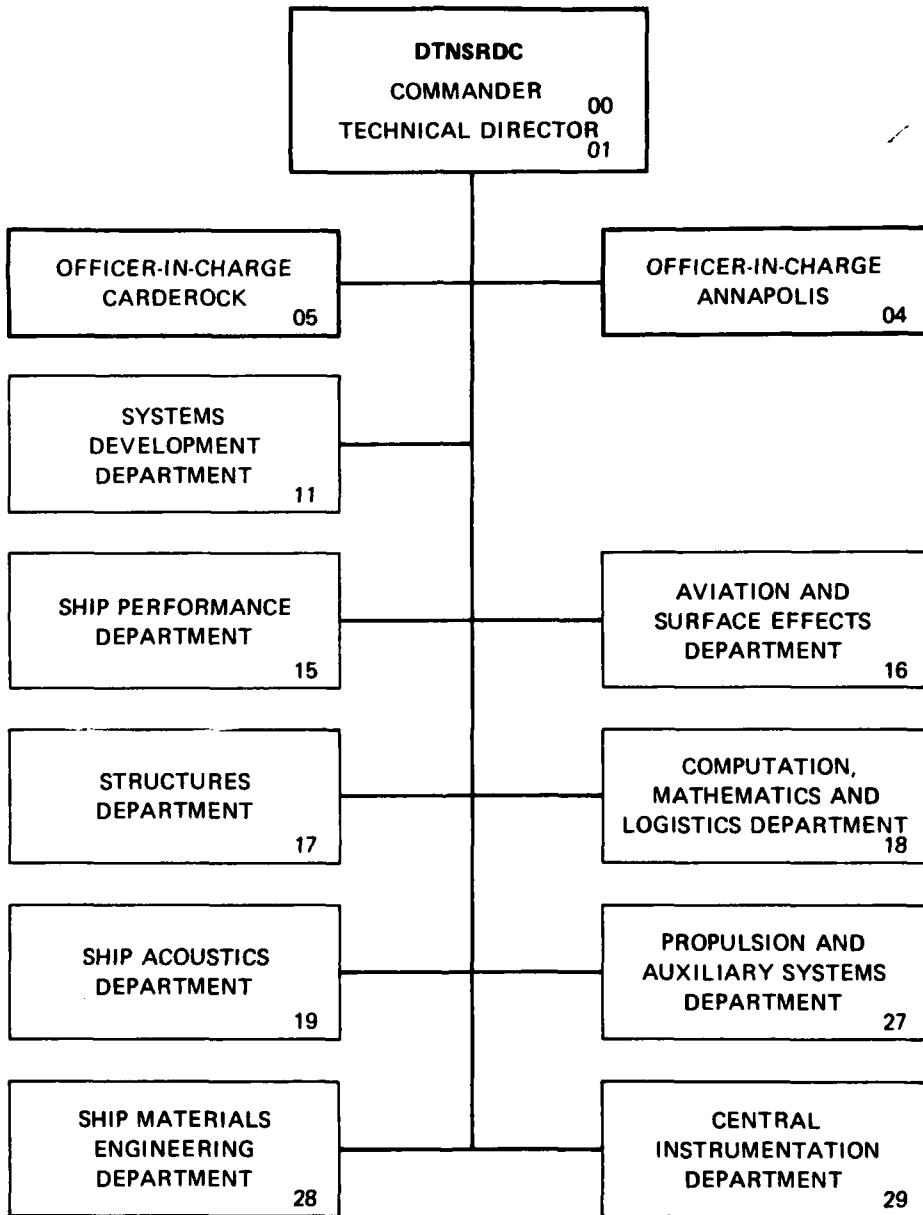 DTNSRDC
COMMANDER 00
TECHNICAL DIRECTOR 01
OFFICER-IN-CHARGE
CARDEROCK
05
OFFICER-IN-CHARGE
ANNAPOLIS
04
SYSTEMS
DEVELOPMENT
DEPARTMENT
11
SHIP PERFORMANCE
DEPARTMENT
15
AVIATION AND
SURFACE EFFECTS
DEPARTMENT
16
STRUCTURES
DEPARTMENT
17
COMPUTATION,
MATHEMATICS AND
LOGISTICS DEPARTMENT
18
SHIP ACOUSTICS
DEPARTMENT
19
PROPULSION AND
AUXILIARY SYSTEMS
DEPARTMENT
27
SHIP MATERIALS
ENGINEERING
DEPARTMENT
28
CENTRAL
INSTRUMENTATION
DEPARTMENT
29